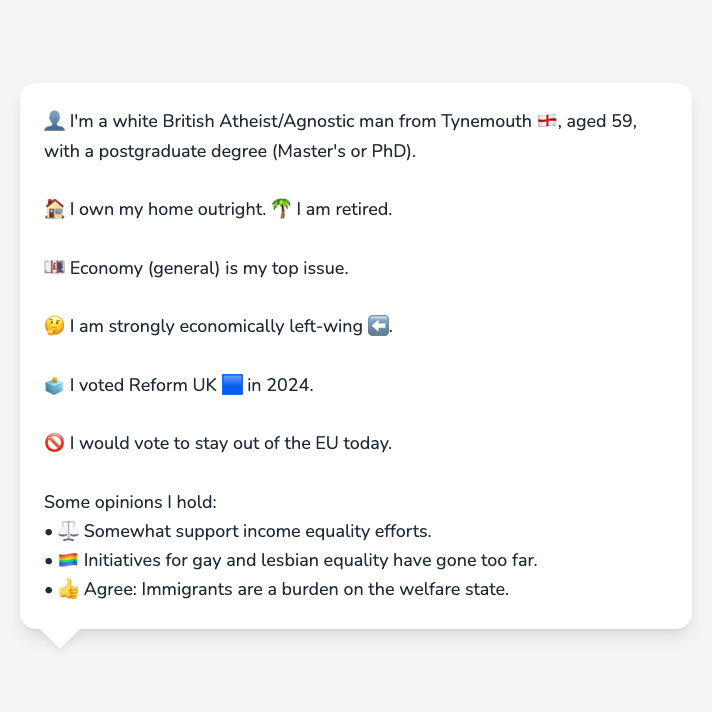 👤 I'm a white British Atheist/Agnostic man from Tynemouth 🏴󠁧󠁢󠁥󠁮󠁧󠁿, aged 59,
with a postgraduate degree (Master's or PhD).
🏠 I own my home outright. 🌴 I am retired.
💷 Economy (general) is my top issue.
🤔 I am strongly economically left-wing ⬅️.
🗳️ I voted Reform UK 🟦 in 2024.
🚫 I would vote to stay out of the EU today.
Some opinions I hold:
• ⚖️ Somewhat support income equality efforts.
• 🏳️‍🌈 Initiatives for gay and lesbian equality have gone too far.
• 👍 Agree: Immigrants are a burden on the welfare state.